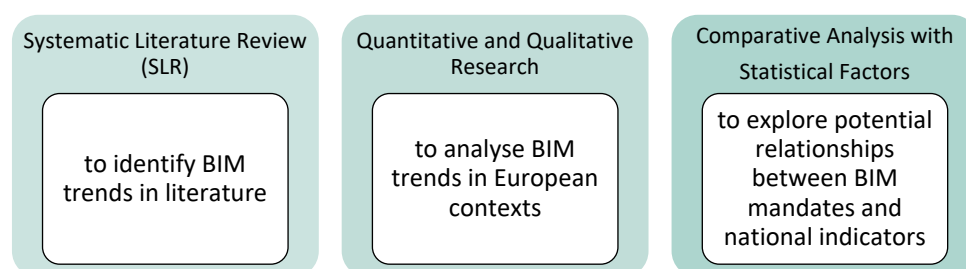 Systematic Literature Review
(SLR)
to identify BIM
trends in literature
Quantitative and Qualitative
Research
to analyse BIM
trends in European
contexts
Comparative Analysis with
Statistical Factors
to explore potential
relationships
between BIM
mandates and
national indicators